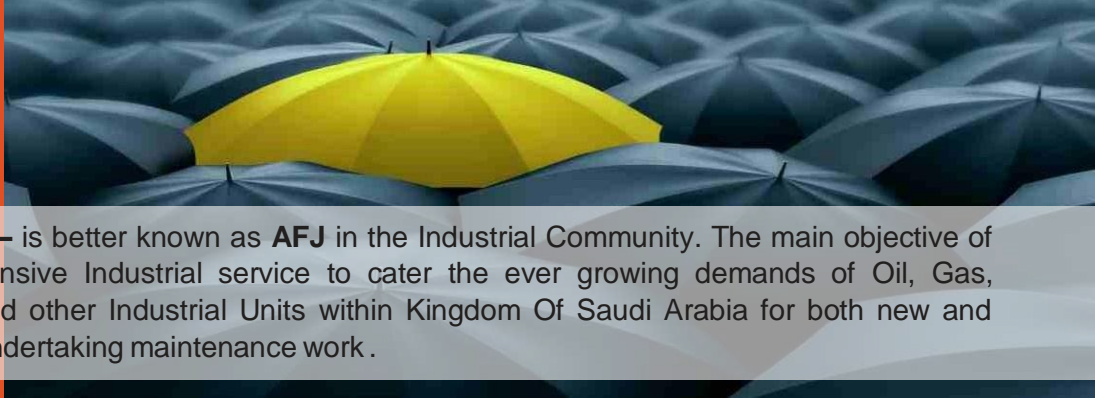 – is better known as AFJ in the Industrial Community. The main objective of
nsive Industrial service to cater the ever growing demands of Oil, Gas,
d other Industrial Units within Kingdom Of Saudi Arabia for both new and
ndertaking maintenance work .